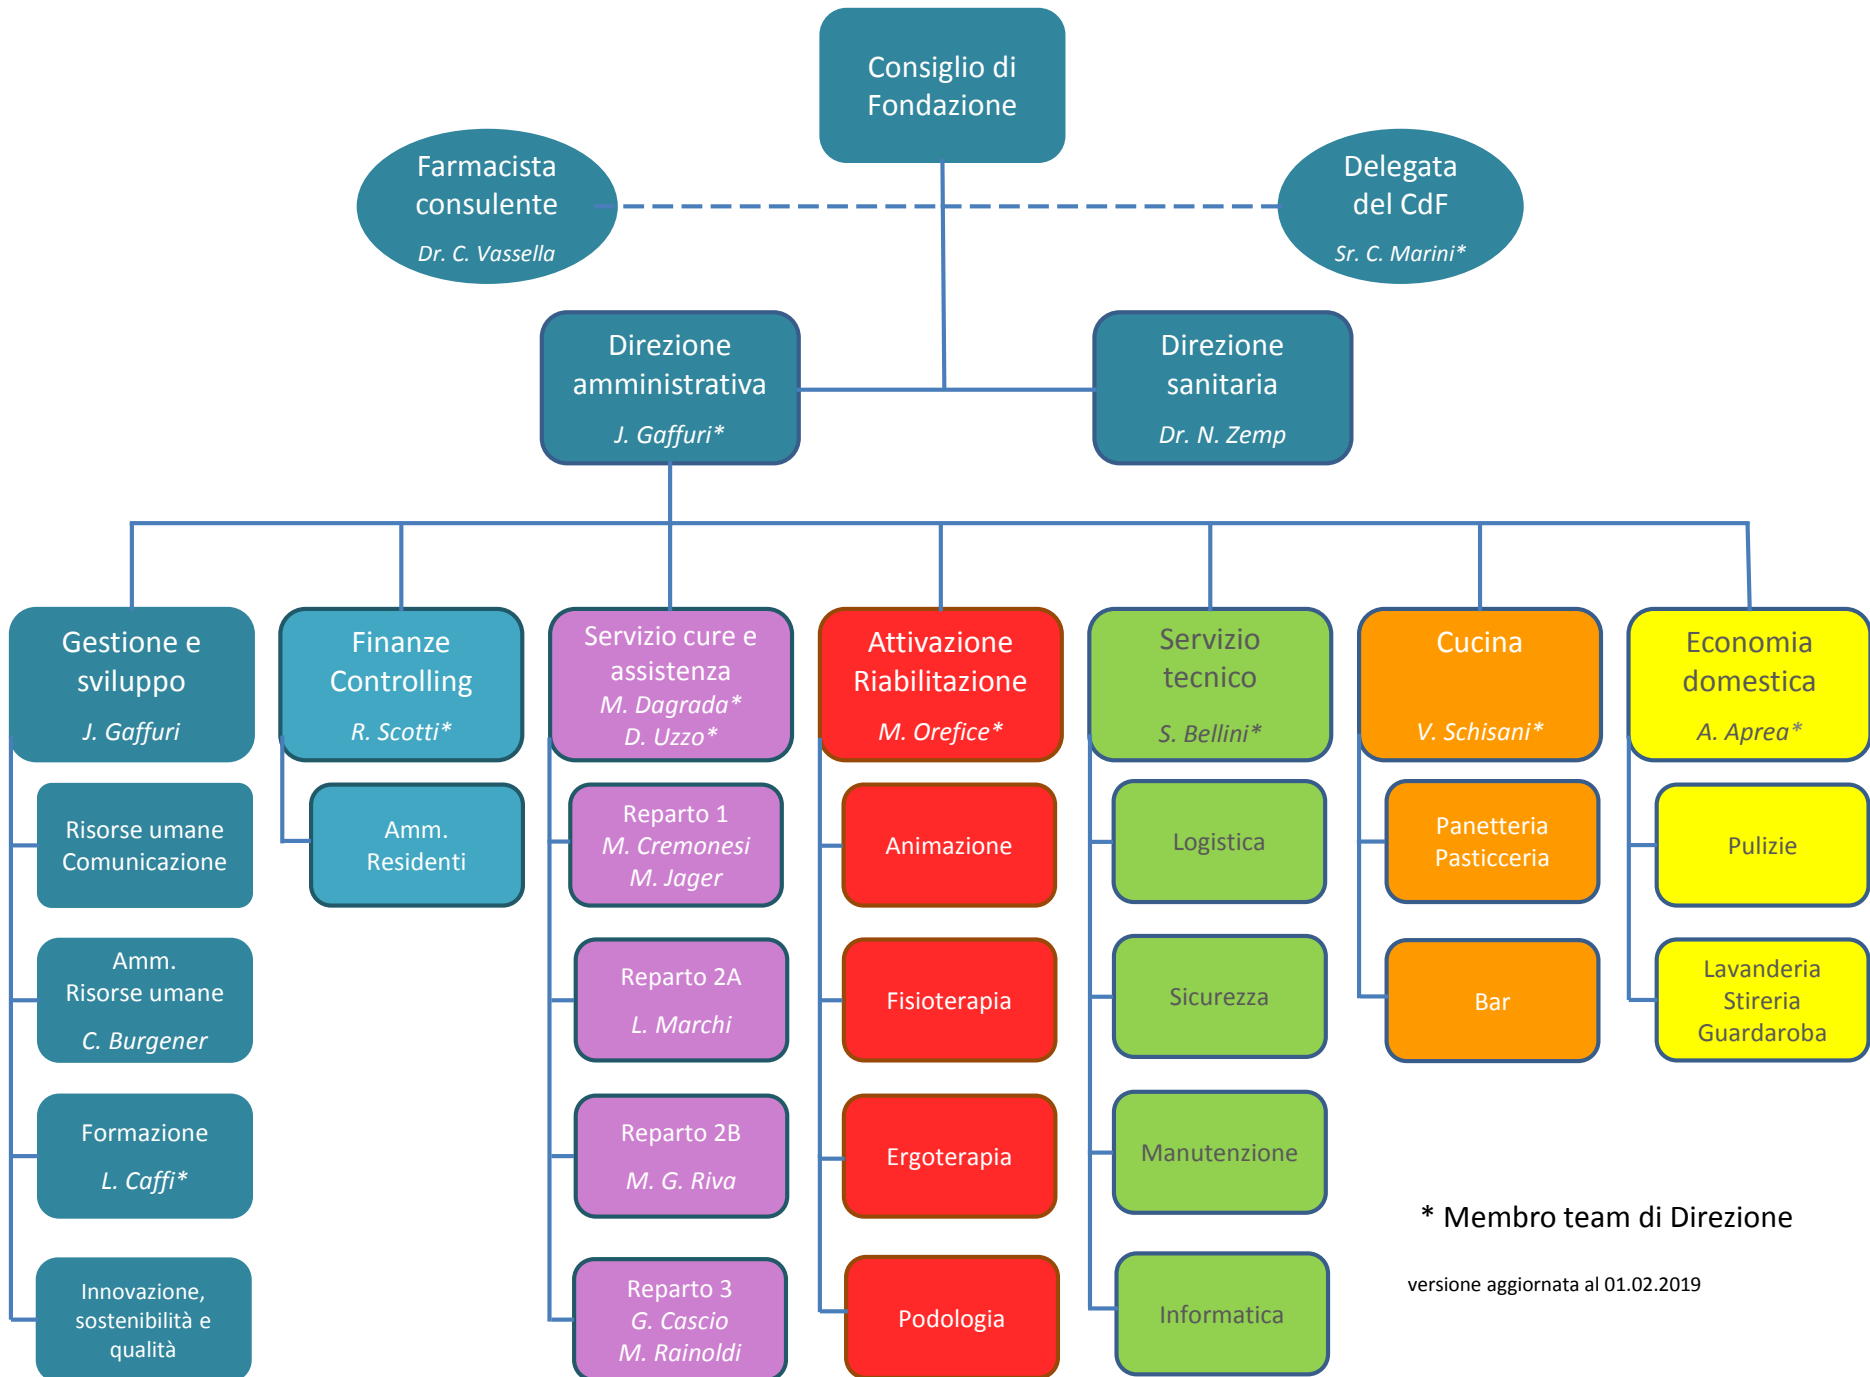 Consiglio di
Fondazione
Farmacista
consulente
Dr. C. Vassella
Delegata
del CdF
Sr. C. Marini*
Direzione
amministrativa
J. Gaffuri*
Direzione
sanitaria
Dr. N. Zemp
Gestione e
sviluppo
J. Gaffuri
Finanze
Controlling
R. Scotti*
Servizio cure e
assistenza
M. Dagrada*
D. Uzzo*
Attivazione
Riabilitazione
M. Orefice*
Servizio
tecnico
S. Bellini*
Cucina
V. Schisani*
Economia
domestica
A. Aprea*
Risorse umane
Comunicazione
Amm.
Risorse umane
C. Burgener
Formazione
L. Caffi*
Innovazione,
sostenibilità e
qualità
Amm.
Residenti
Reparto 1
M. Cremonesi
M. Jager
Reparto 2A
L. Marchi
Reparto 2B
M. G. Riva
Reparto 3
G. Cascio
M. Rainoldi
Animazione
Fisioterapia
Ergoterapia
Podologia
Logistica
Sicurezza
Manutenzione
Informatica
Panetteria
Pasticceria
Bar
Pulizie
Lavanderia
Stireria
Guardaroba
* Membro team di Direzione
versione aggiornata al 01.02.2019